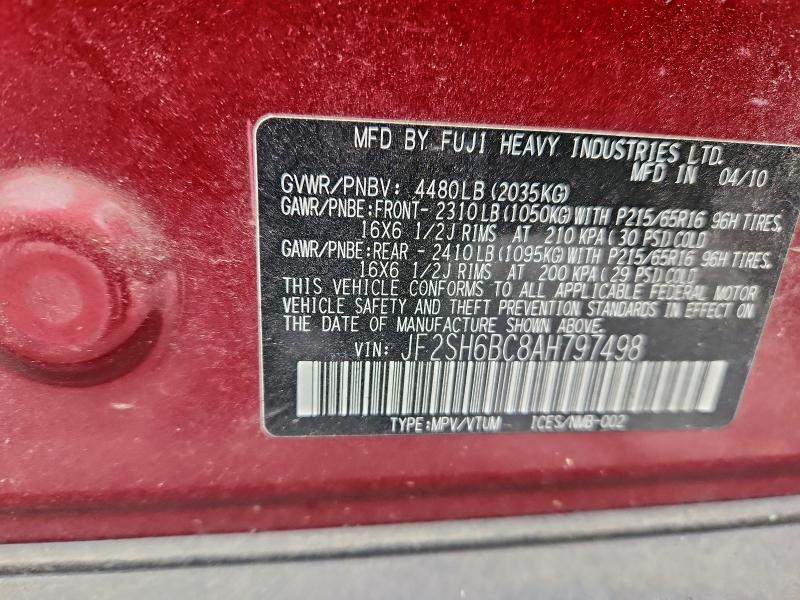 MFD BY FUJI HEAVY INDUSTRIES LTD.
MFD IN 04/10
GVWR/PNBV: 4480LB(2035KG)
GAWR/PNBE:FRONT- 2310LB(1050KG)WITH P215/65R16 96H TIRES,
16X6 1/2J RIMS AT 210 KPA(30 PSI)COLD
GAWR/PNBE:REAR - 2410LB(1095KG)WITH P215/65R16 96H TIRES,
16X6 1/2J RIMS AT 200 KPA(29 PSI)COLD
THIS VEHICLE CONFORMS TO ALL APPLICABLE FEDERAL MOTOR
VEHICLE SAFETY AND THEFT PREVENTION STANDARDS IN EFFECT ON
THE DATE OF MANUFACTURE SHOWN ABOVE.
VIN: JF2SH6BC8AH797498
TYPE:MPV/VTUM ICES/NMB-002